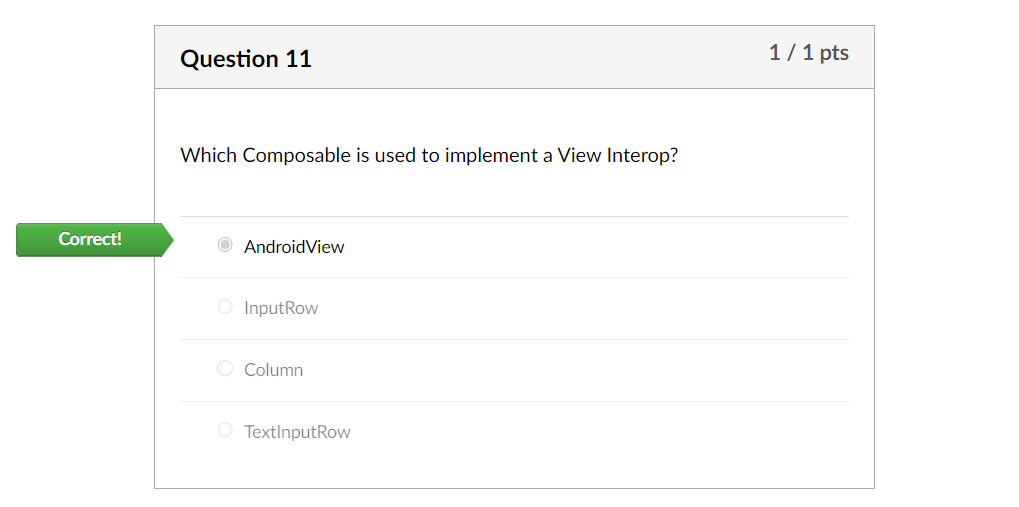 Question 11
1 / 1 pts
Which Composable is used to implement a View Interop?
Correct!
AndroidView
InputRow
Column
TextInputRow